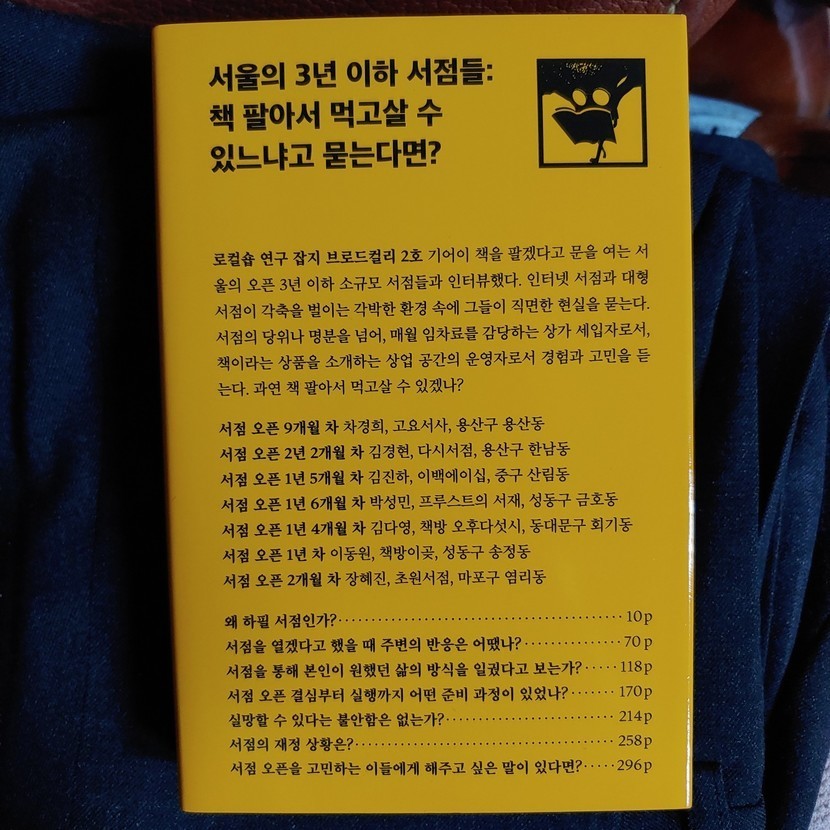 서울의 3년 이하 서점들:
책 팔아서 먹고살 수
있느냐고 묻는다면?
로컬숍 연구 잡지 브로드컬리 2호 기어이 책을 팔겠다고 문을 여는 서
울의 오픈 3년 이하 소규모 서점들과 인터뷰했다. 인터넷 서점과 대형
서점이 각축을 벌이는 각박한 환경 속에 그들이 직면한 현실을 묻는다.
서점의 당위나 명분을 넘어, 매월 임차료를 감당하는 상가 세입자로서,
책이라는 상품을 소개하는 상업 공간의 운영자로서 경험과 고민을 듣
는다. 과연 책 팔아서 먹고살 수 있겠나?
서점 오픈 9개월 차 차경희, 고요서사, 용산구 용산동
서점 오픈 2년 2개월 차 김경현, 다시서점, 용산구 한남동
서점 오픈 1년 5개월 차 김진하, 이백에이십, 중구 산림동
서점 오픈 1년 6개월 차 박성민, 프루스트의 서재, 성동구 금호동
서점 오픈 1년 4개월 차 김다영, 책방 오후다섯시, 동대문구 회기동
서점 오픈 1년 차 이동원, 책방이곶, 성동구 송정동
서점 오픈 2개월 차 장혜진, 초원서점, 마포구 염리동
왜 하필 서점인가?·····························10p
서점을 열겠다고 했을 때 주변의 반응은 어땠나?·············70p
서점을 통해 본인이 원했던 삶의 방식을 일궜다고 보는가?·····118p
서점 오픈 결심부터 실행까지 어떤 준비 과정이 있었나?·······170p
실망할 수 있다는 불안함은 없는가?······················214p
서점의 재정 상황은?·································258p
서점 오픈을 고민하는 이들에게 해주고 싶은 말이 있다면?·····296p